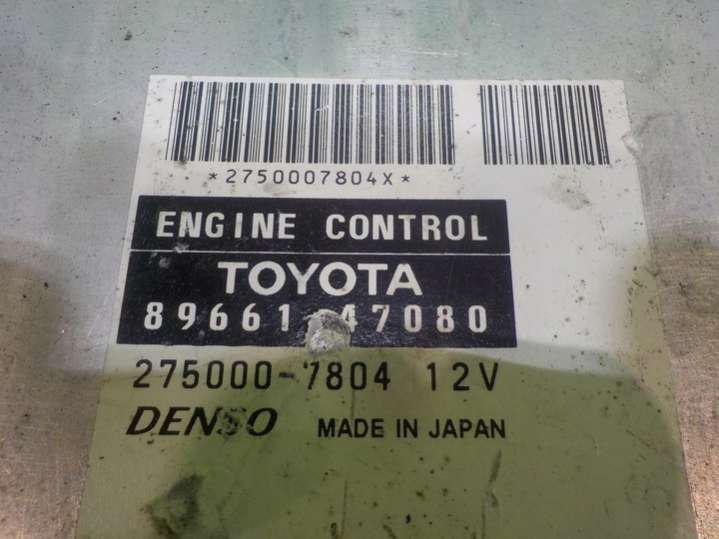 *2750007804X*
ENGINE CONTROL
TOYOTA
89661-47080
275000-7804 12V
DENSO MADE IN JAPAN